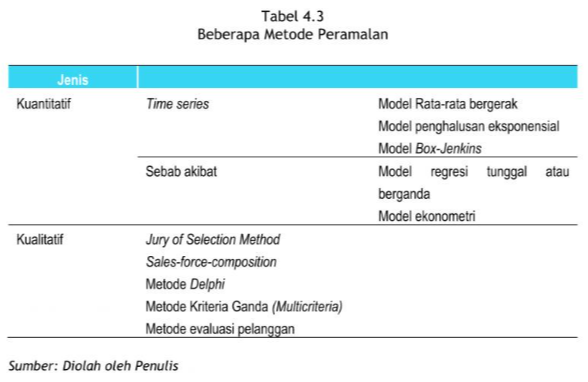 Tabel 4.3
Beberapa Metode Peramalan
Jenis
Kuantitatif Time series Model Rata-rata bergerak
Model penghalusan eksponensial
Model Box-Jenkins
Sebab akibat Model regresi tunggal atau
berganda
Model ekonometri
Kualitatif Jury of Selection Method
Sales-force-composition
Metode Delphi
Metode Kriteria Ganda (Multicriteria)
Metode evaluasi pelanggan
Sumber: Diolah oleh Penulis